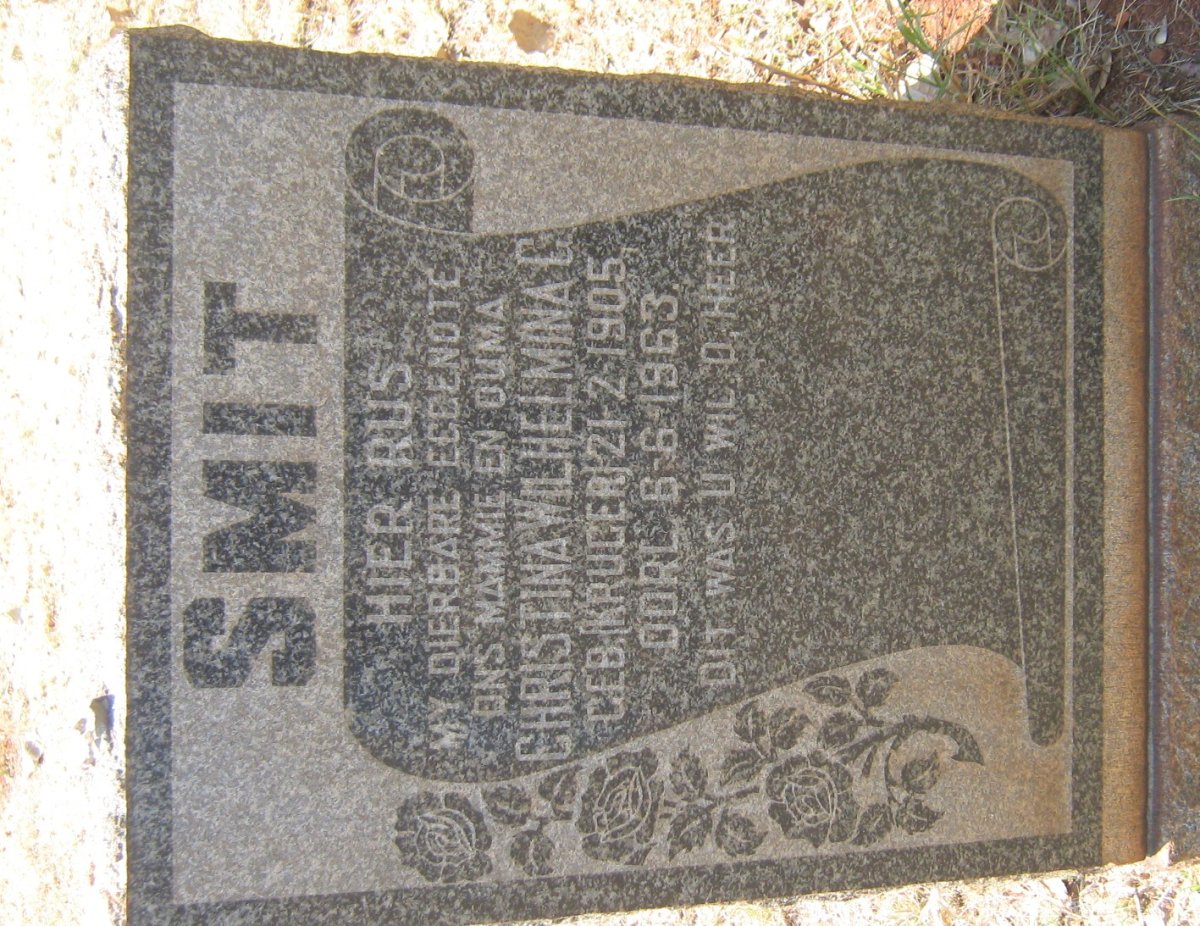 SMIT
HIER RUS
MY DIERBARE EGGENOTE
ONS MAMMIE EN OUMA
CHRISTINA WILHELMINA C.
GEB(KRUGER)21-2-1905,
OORL. 6-6-1963.
DIT WAS U WIL O, HEER